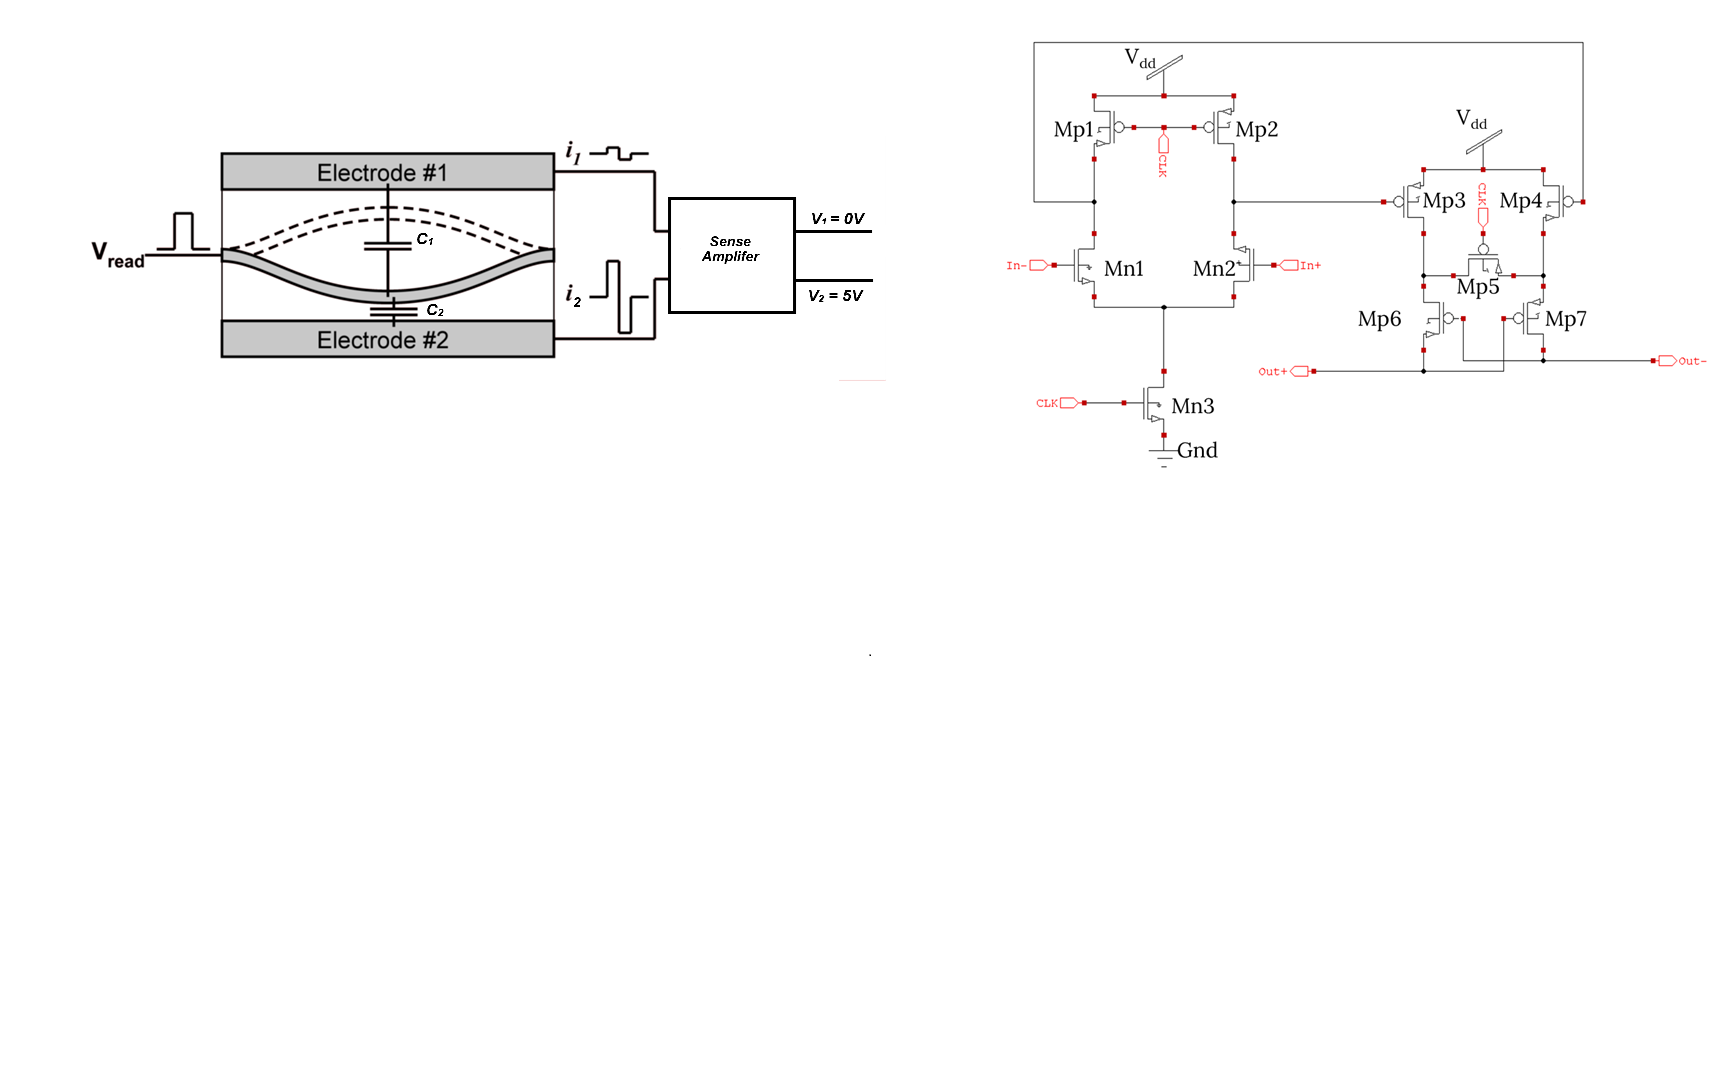 Electrode #1
i1
C1
Vread
Sense
Amplifer
V1 = 0V
V2 = 5V
i2
C2
Electrode #2
Vdd
Mp1
Mp2
CLK
Vdd
CLK
Mp3
Mp4
In-
Mn1
Mn2
In+
Mp5
Mp6
Mp7
Out-
Out+
CLK
Mn3
Gnd